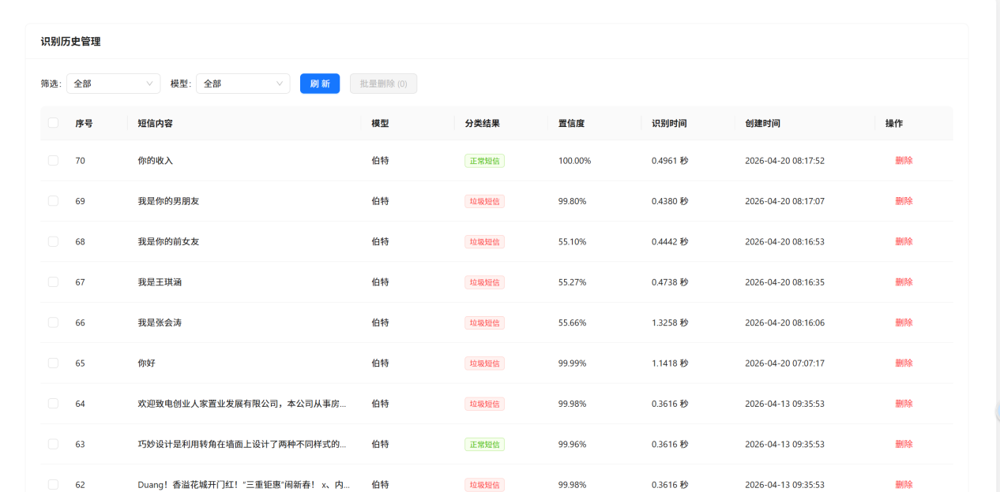 识别历史管理
筛选: 全部 模型: 全部 刷 新 批量删除 (0)
序号 短信内容 模型 分类结果 置信度 识别时间 创建时间 操作
70 你的收入 伯特 正常短信 100.00% 0.4961 秒 2026-04-20 08:17:52 删除
69 我是你的男朋友 伯特 垃圾短信 99.80% 0.4380 秒 2026-04-20 08:17:07 删除
68 我是你的前女友 伯特 垃圾短信 55.10% 0.4442 秒 2026-04-20 08:16:53 删除
67 我是王琪涵 伯特 垃圾短信 55.27% 0.4738 秒 2026-04-20 08:16:35 删除
66 我是张会涛 伯特 垃圾短信 55.66% 1.3258 秒 2026-04-20 08:16:06 删除
65 你好 伯特 垃圾短信 99.99% 1.1418 秒 2026-04-20 07:07:17 删除
64 欢迎致电创业人家置业发展有限公司，本公司从事房... 伯特 垃圾短信 99.98% 0.3616 秒 2026-04-13 09:35:53 删除
63 巧妙设计是利用转角在墙面上设计了两种不同样式的... 伯特 正常短信 99.96% 0.3616 秒 2026-04-13 09:35:53 删除
62 Duang！香溢花城开门红！“三重钜惠”闹新春！ x、内... 伯特 垃圾短信 99.98% 0.3616 秒 2026-04-13 09:35:53 删除